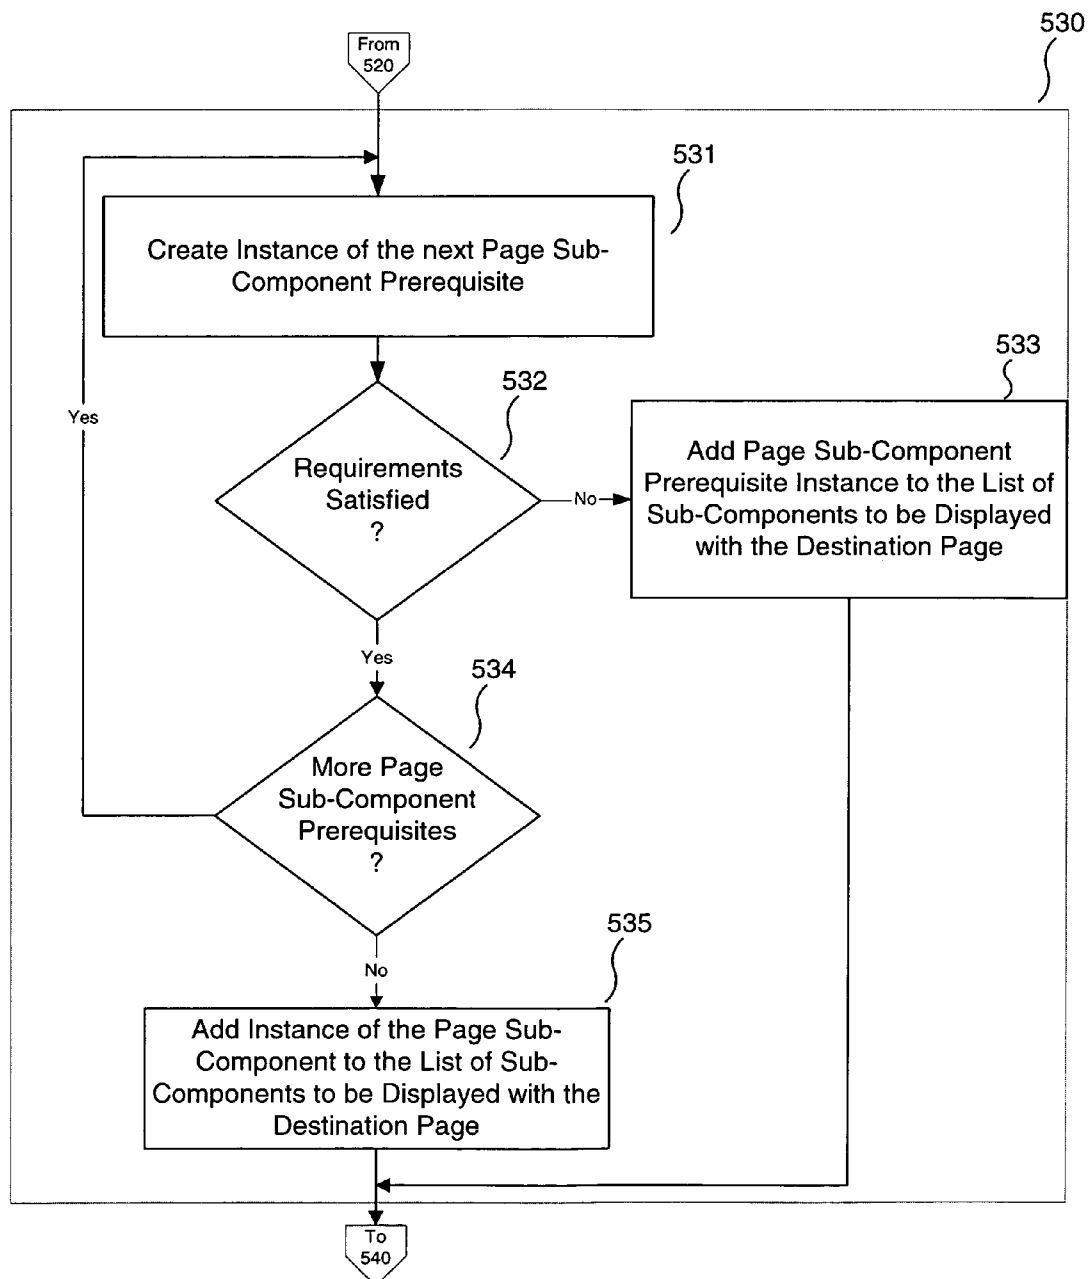 530
From
520
531
Create Instance of the next Page Sub-
Component Prerequisite
532
533
Yes
Requirements
Satisfied
?
No
Add Page Sub-Component
Prerequisite Instance to the List of
Sub-Components to be Displayed
with the Destination Page
Yes
534
More Page
Sub-Component
Prerequisites
?
No
535
Add Instance of the Page Sub-
Component to the List of Sub-
Components to be Displayed with the
Destination Page
To
540